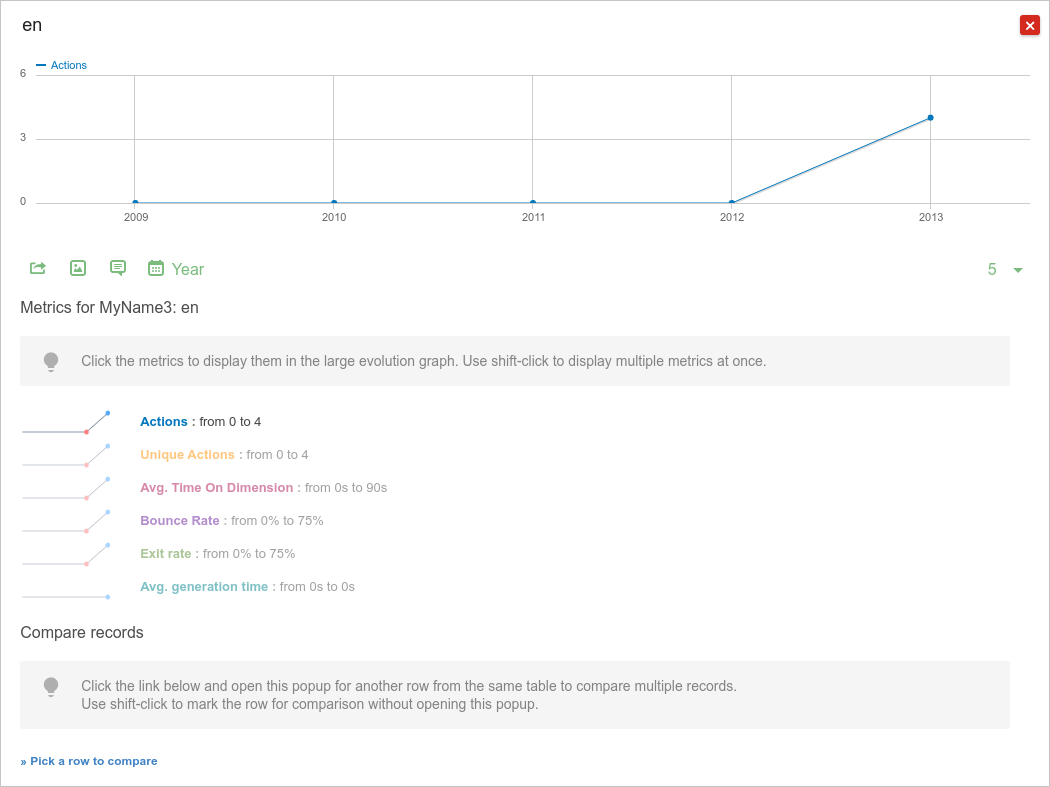 en
Actions
6
3
0
2009 2010 2011 2012 2013
Year 5
Metrics for MyName3: en
Click the metrics to display them in the large evolution graph. Use shift-click to display multiple metrics at once.
Actions : from 0 to 4
Unique Actions : from 0 to 4
Avg. Time On Dimension : from 0s to 90s
Bounce Rate : from 0% to 75%
Exit rate : from 0% to 75%
Avg. generation time : from 0s to 0s
Compare records
Click the link below and open this popup for another row from the same table to compare multiple records.
Use shift-click to mark the row for comparison without opening this popup.
» Pick a row to compare